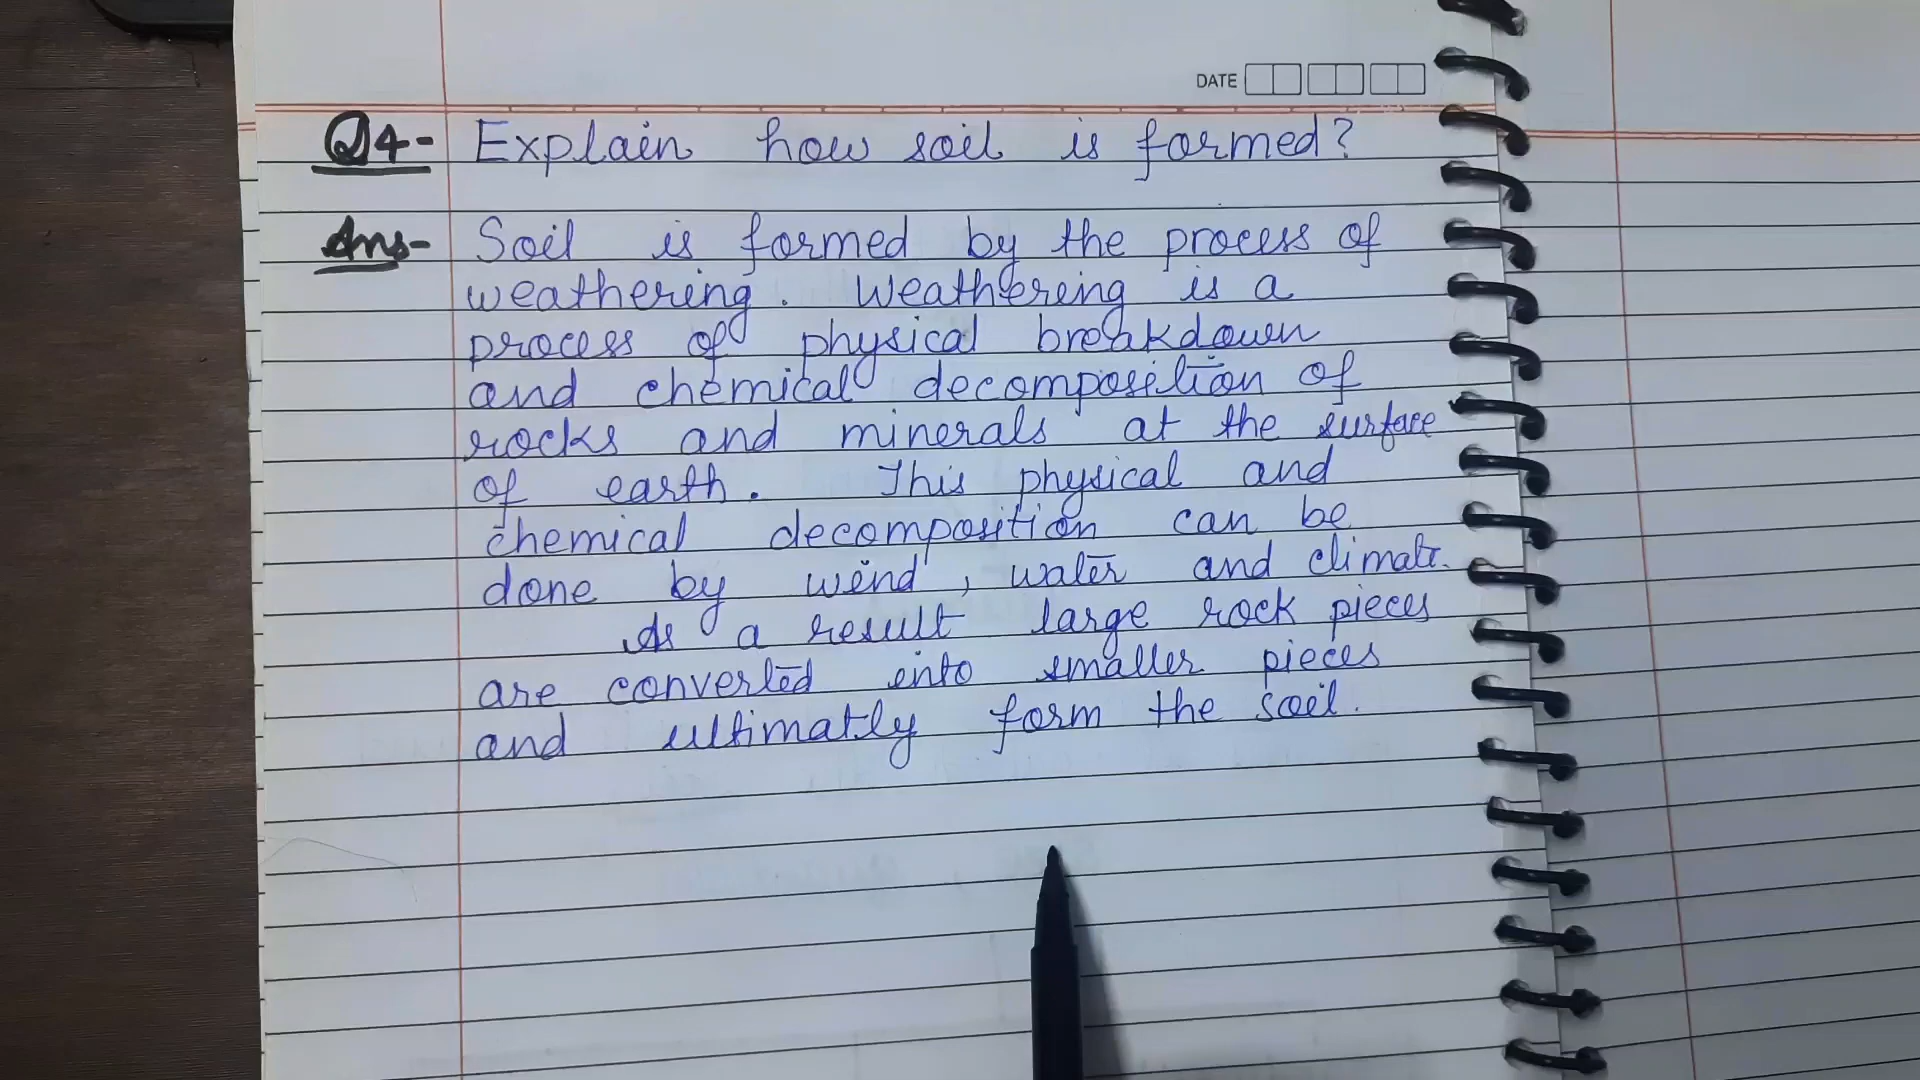 DATE
Q4- Explain how soil is formed?
Ans- Soil is formed by the process of
weathering. Weathering is a
process of physical breakdown
and chemical decomposition of
rocks and minerals at the surface
of earth. This physical and
chemical decomposition can be
done by wind, water and climate.
As a result large rock pieces
are converted into smaller pieces
and ultimatly form the soil.